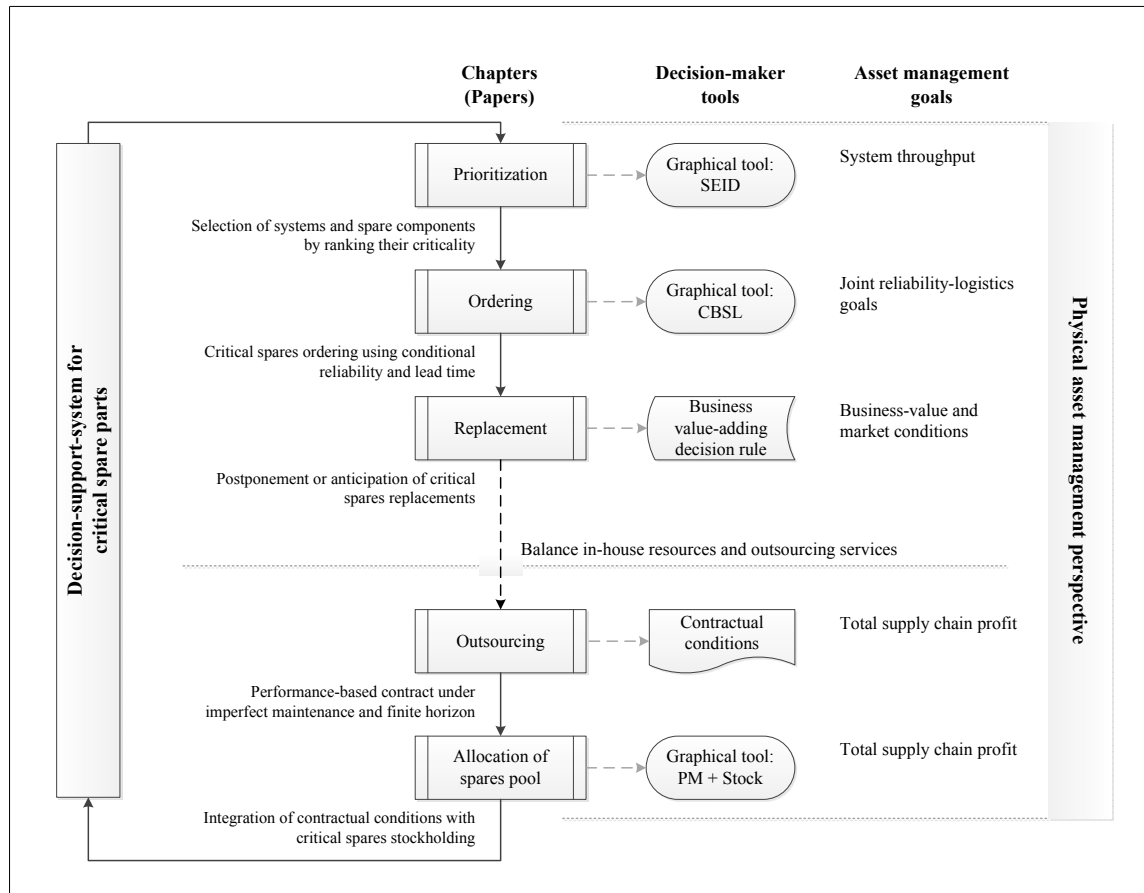 Chapters
(Papers)
Decision-maker
tools
Asset management
goals
Decision-support-system for
critical spare parts
Physical asset management perspective
Prioritization
Graphical tool:
SEID
System throughput
Selection of systems and spare components
by ranking their criticality
Ordering
Graphical tool:
CBSL
Joint reliability-logistics
goals
Critical spares ordering using conditional
reliability and lead time
Replacement
Business
value-adding
decision rule
Business-value and
market conditions
Postponement or anticipation of critical
spares replacements
Balance in-house resources and outsourcing services
Outsourcing
Contractual
conditions
Total supply chain profit
Performance-based contract under
imperfect maintenance and finite horizon
Allocation of
spares pool
Graphical tool:
PM + Stock
Total supply chain profit
Integration of contractual conditions with
critical spares stockholding